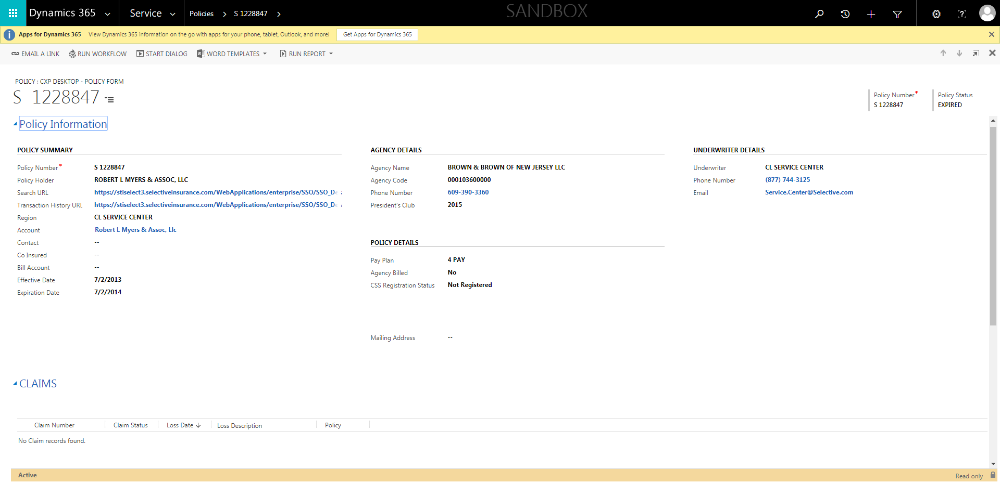 Dynamics 365
Service
Policies
S 1228847
SANDBOX
Apps for Dynamics 365
View Dynamics 365 information on the go with apps for your phone, tablet, Outlook, and more!
Get Apps for Dynamics 365
EMAIL A LINK
RUN WORKFLOW
START DIALOG
WORD TEMPLATES
RUN REPORT
POLICY : CXP DESKTOP - POLICY FORM
S 1228847
Policy Number*
S 1228847
Policy Status
EXPIRED
Policy Information
POLICY SUMMARY
Policy Number* S 1228847
Policy Holder ROBERT L MYERS & ASSOC, LLC
Search URL https://stiselect3.selectiveinsurance.com/WebApplications/enterprise/SSO/SSO_De
Transaction History URL https://stiselect3.selectiveinsurance.com/WebApplications/enterprise/SSO/SSO_De
Region CL SERVICE CENTER
Account Robert L Myers & Assoc, Llc
Contact --
Co Insured --
Bill Account --
Effective Date 7/2/2013
Expiration Date 7/2/2014
AGENCY DETAILS
Agency Name BROWN & BROWN OF NEW JERSEY LLC
Agency Code 000103600000
Phone Number 609-390-3360
President's Club 2015
POLICY DETAILS
Pay Plan 4 PAY
Agency Billed No
CSS Registration Status Not Registered
Mailing Address --
UNDERWRITER DETAILS
Underwriter CL SERVICE CENTER
Phone Number (877) 744-3125
Email Service.Center@Selective.com
CLAIMS
Claim Number Claim Status Loss Date Loss Description Policy
No Claim records found.
Active
Read only